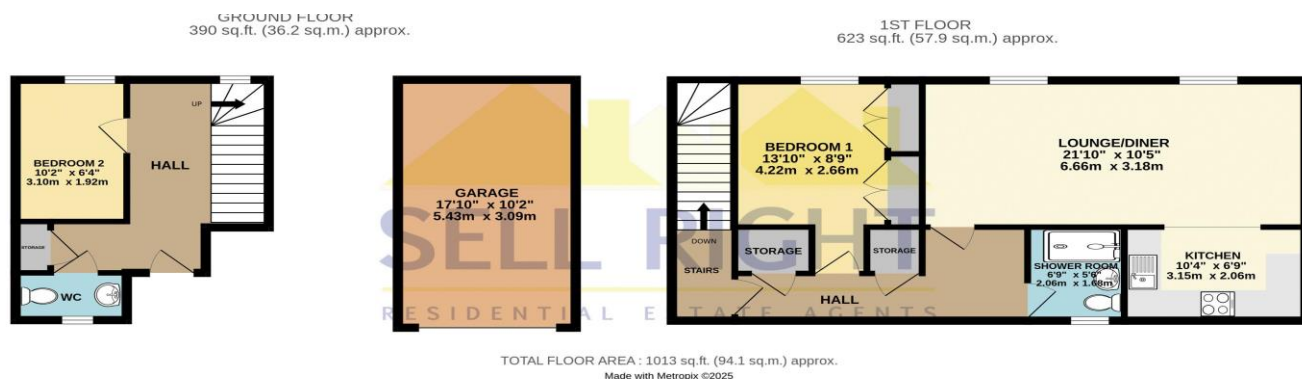 GROUND FLOOR
390 sq.ft. (36.2 sq.m.) approx.
1ST FLOOR
623 sq.ft. (57.9 sq.m.) approx.
BEDROOM 2
10'2" x 6'4"
3.10m x 1.92m
UP
HALL
STORAGE
WC
GARAGE
17'10" x 10'2"
5.43m x 3.09m
BEDROOM 1
13'10" x 8'9"
4.22m x 2.66m
LOUNGE/DINER
21'10" x 10'5"
6.66m x 3.18m
DOWN
STAIRS
STORAGE
STORAGE
HALL
SHOWER ROOM
6'9" x 5'6"
2.06m x 1.68m
KITCHEN
10'4" x 6'9"
3.15m x 2.06m
SELL RIGHT
RESIDENTIAL ESTATE AGENTS
TOTAL FLOOR AREA : 1013 sq.ft. (94.1 sq.m.) approx.
Made with Metropix ©2025